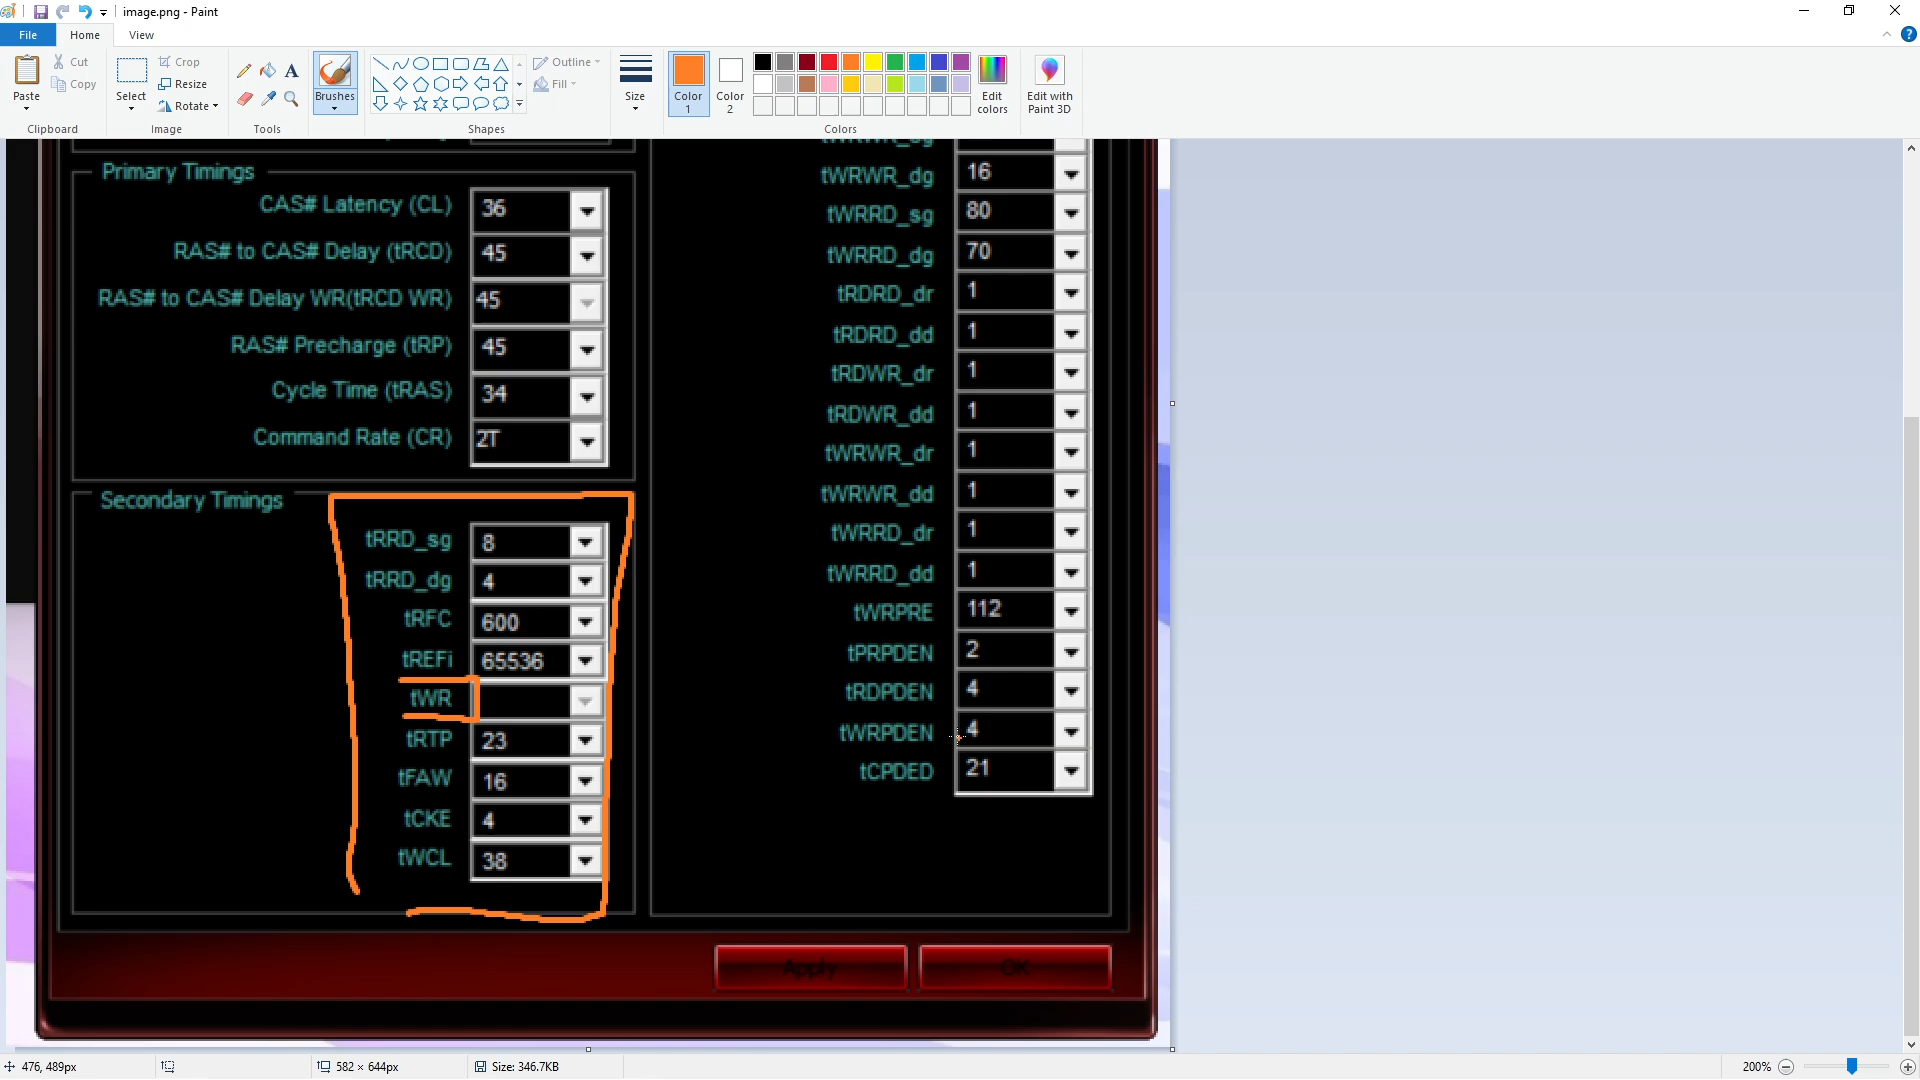 image.png - Paint
File Home View
Paste
Cut
Copy
Clipboard
Select
Crop
Resize
Rotate
Image
Tools
Brushes
Shapes
Outline
Fill
Size
Color 1
Color 2
Colors
Edit colors
Edit with Paint 3D
Primary Timings
CAS# Latency (CL) 36
RAS# to CAS# Delay (tRCD) 45
RAS# to CAS# Delay WR(tRCD WR) 45
RAS# Precharge (tRP) 45
Cycle Time (tRAS) 34
Command Rate (CR) 2T
Secondary Timings
tRRD_sg 8
tRRD_dg 4
tRFC 600
tREFi 65536
tWR
tRTP 23
tFAW 16
tCKE 4
tWCL 38
tWRWR_dg 16
tWRRD_sg 80
tWRRD_dg 70
tRDRD_dr 1
tRDRD_dd 1
tRDWR_dr 1
tRDWR_dd 1
tWRWR_dr 1
tWRWR_dd 1
tWRRD_dr 1
tWRRD_dd 1
tWRPRE 112
tPRPDEN 2
tRDPDEN 4
tWRPDEN 4
tCPDED 21
Apply OK
476, 489px 582 × 644px Size: 346.7KB 200%